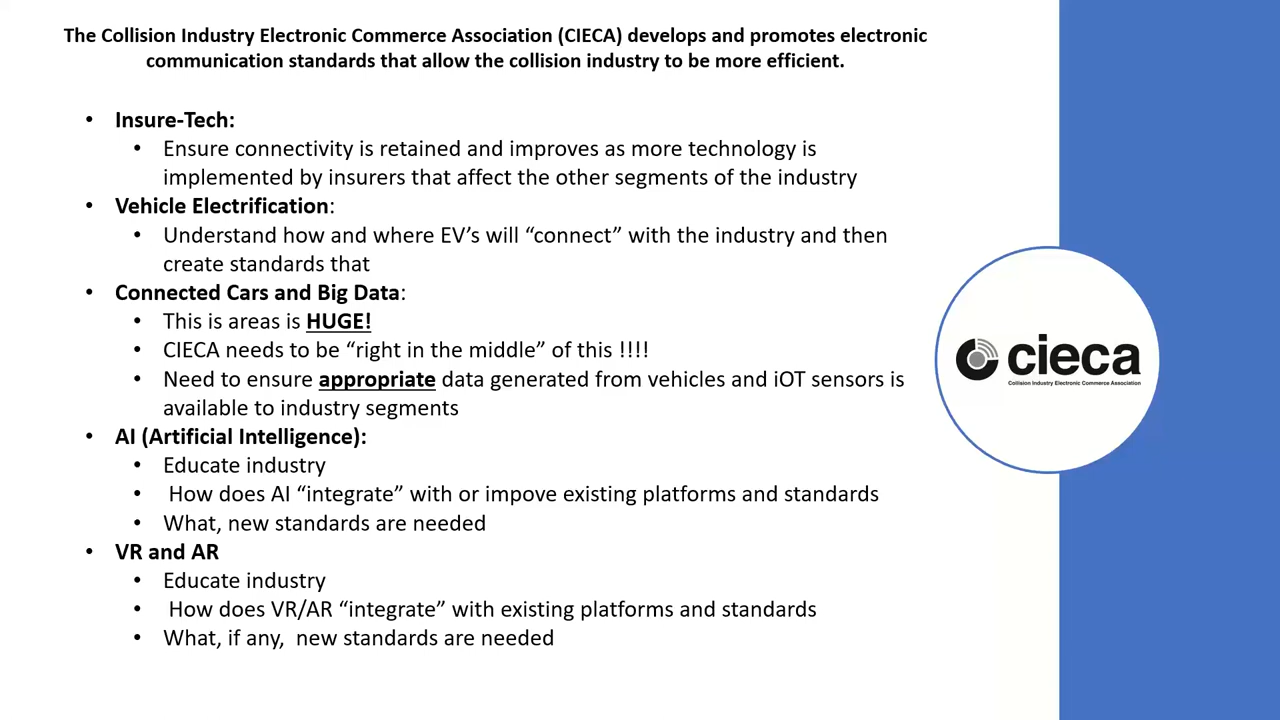 The Collision Industry Electronic Commerce Association (CIECA) develops and promotes electronic
communication standards that allow the collision industry to be more efficient.
• Insure-Tech:
• Ensure connectivity is retained and improves as more technology is
implemented by insurers that affect the other segments of the industry
• Vehicle Electrification:
• Understand how and where EV’s will “connect” with the industry and then
create standards that
• Connected Cars and Big Data:
• This is areas is HUGE!
• CIECA needs to be “right in the middle” of this !!!!
• Need to ensure appropriate data generated from vehicles and iOT sensors is
available to industry segments
• AI (Artificial Intelligence):
• Educate industry
• How does AI “integrate” with or impove existing platforms and standards
• What, new standards are needed
• VR and AR
• Educate industry
• How does VR/AR “integrate” with existing platforms and standards
• What, if any,  new standards are needed
cieca
Collision Industry Electronic Commerce Association